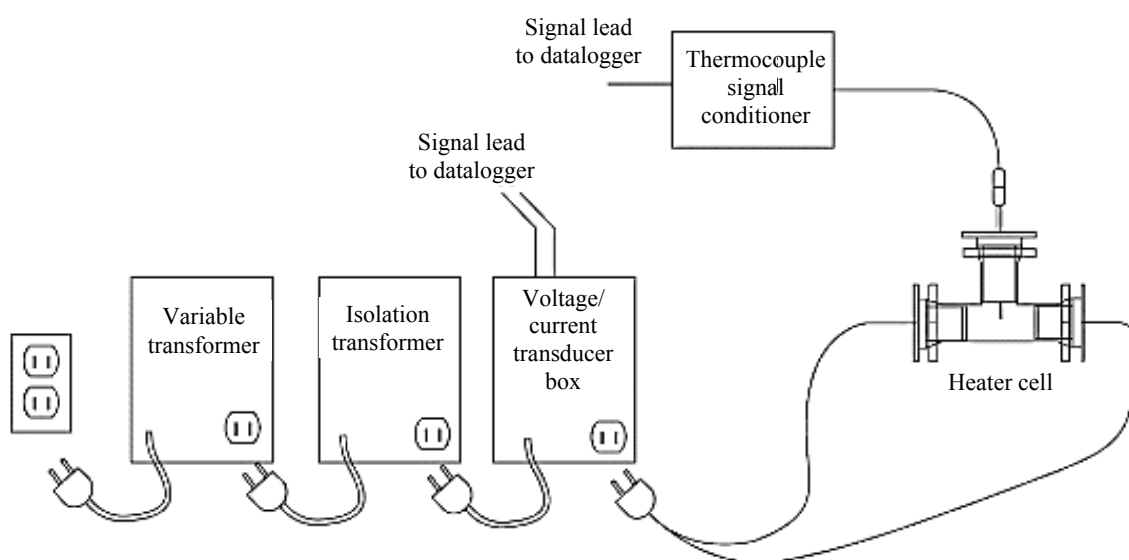 Signal lead
to datalogger
Thermocouple
signal
conditioner
Signal lead
to datalogger
Variable
transformer
Isolation
transformer
Voltage/
current
transducer
box
Heater cell